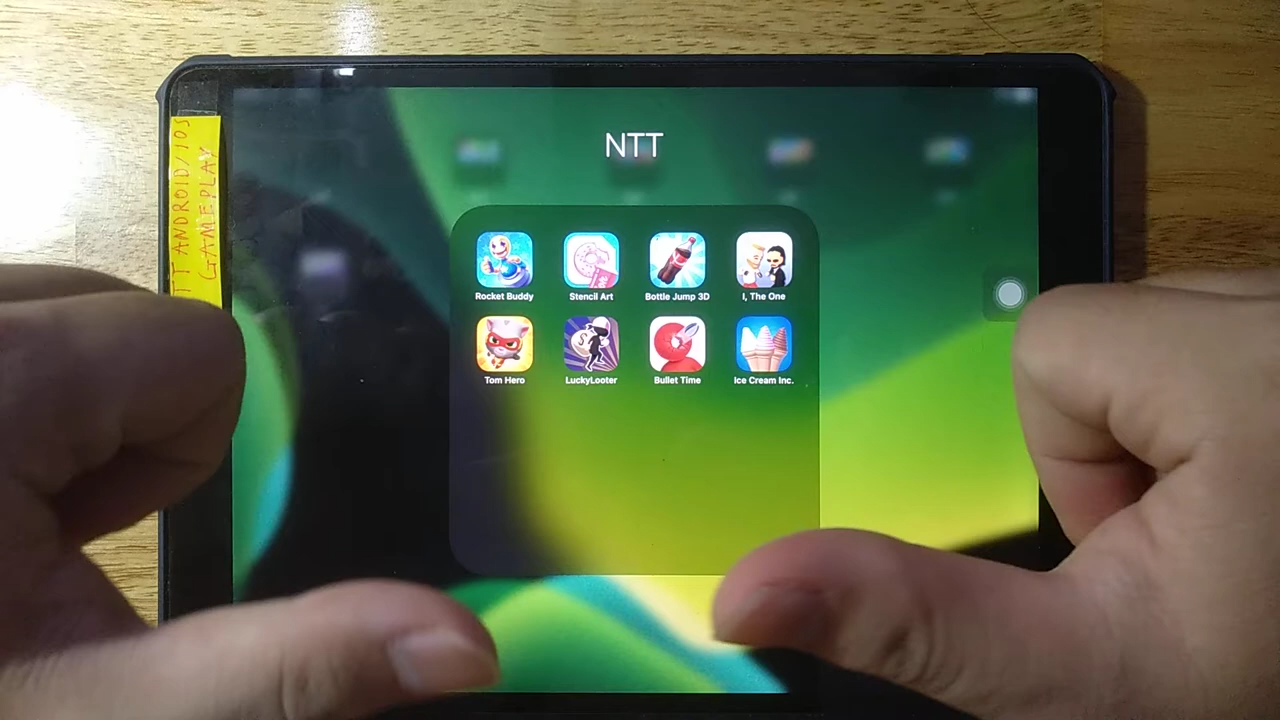 NTT
Rocket Buddy
Stencil Art
Bottle Jump 3D
I, The One
Tom Hero
LuckyLooter
Bullet Time
Ice Cream Inc.
TT ANDROID/IOS
GAMEPLAY